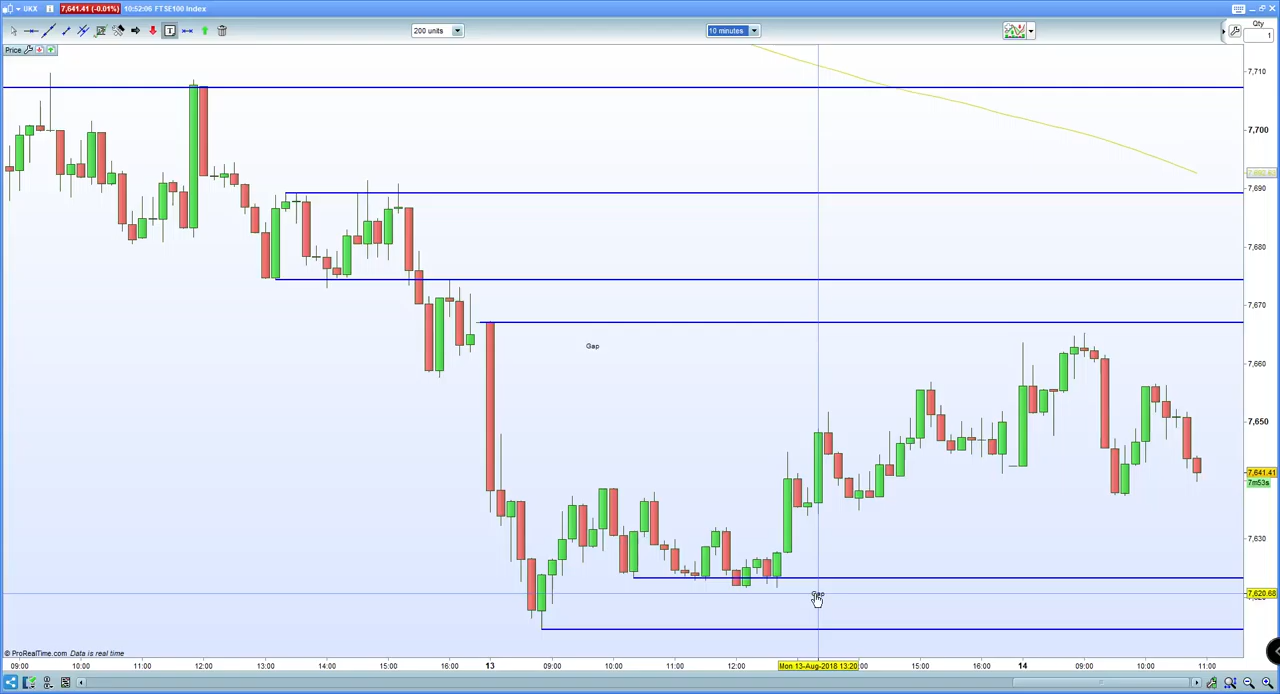 UKX 7,641.41 (-0.01%) 10:52:06 FTSE100 Index
200 units
10 minutes
Qty
1
Price
7,710
7,700
7,690
7,680
7,670
Gap
7,660
7,650
7,641.41
7m53s
7,630
7,620.68
© ProRealTime.com Data is real time
09:00 10:00 11:00 12:00 13:00 14:00 15:00 16:00 13 09:00 10:00 11:00 12:00 Mon 13-Aug-2018 13:20 15:00 16:00 14 09:00 10:00 11:00